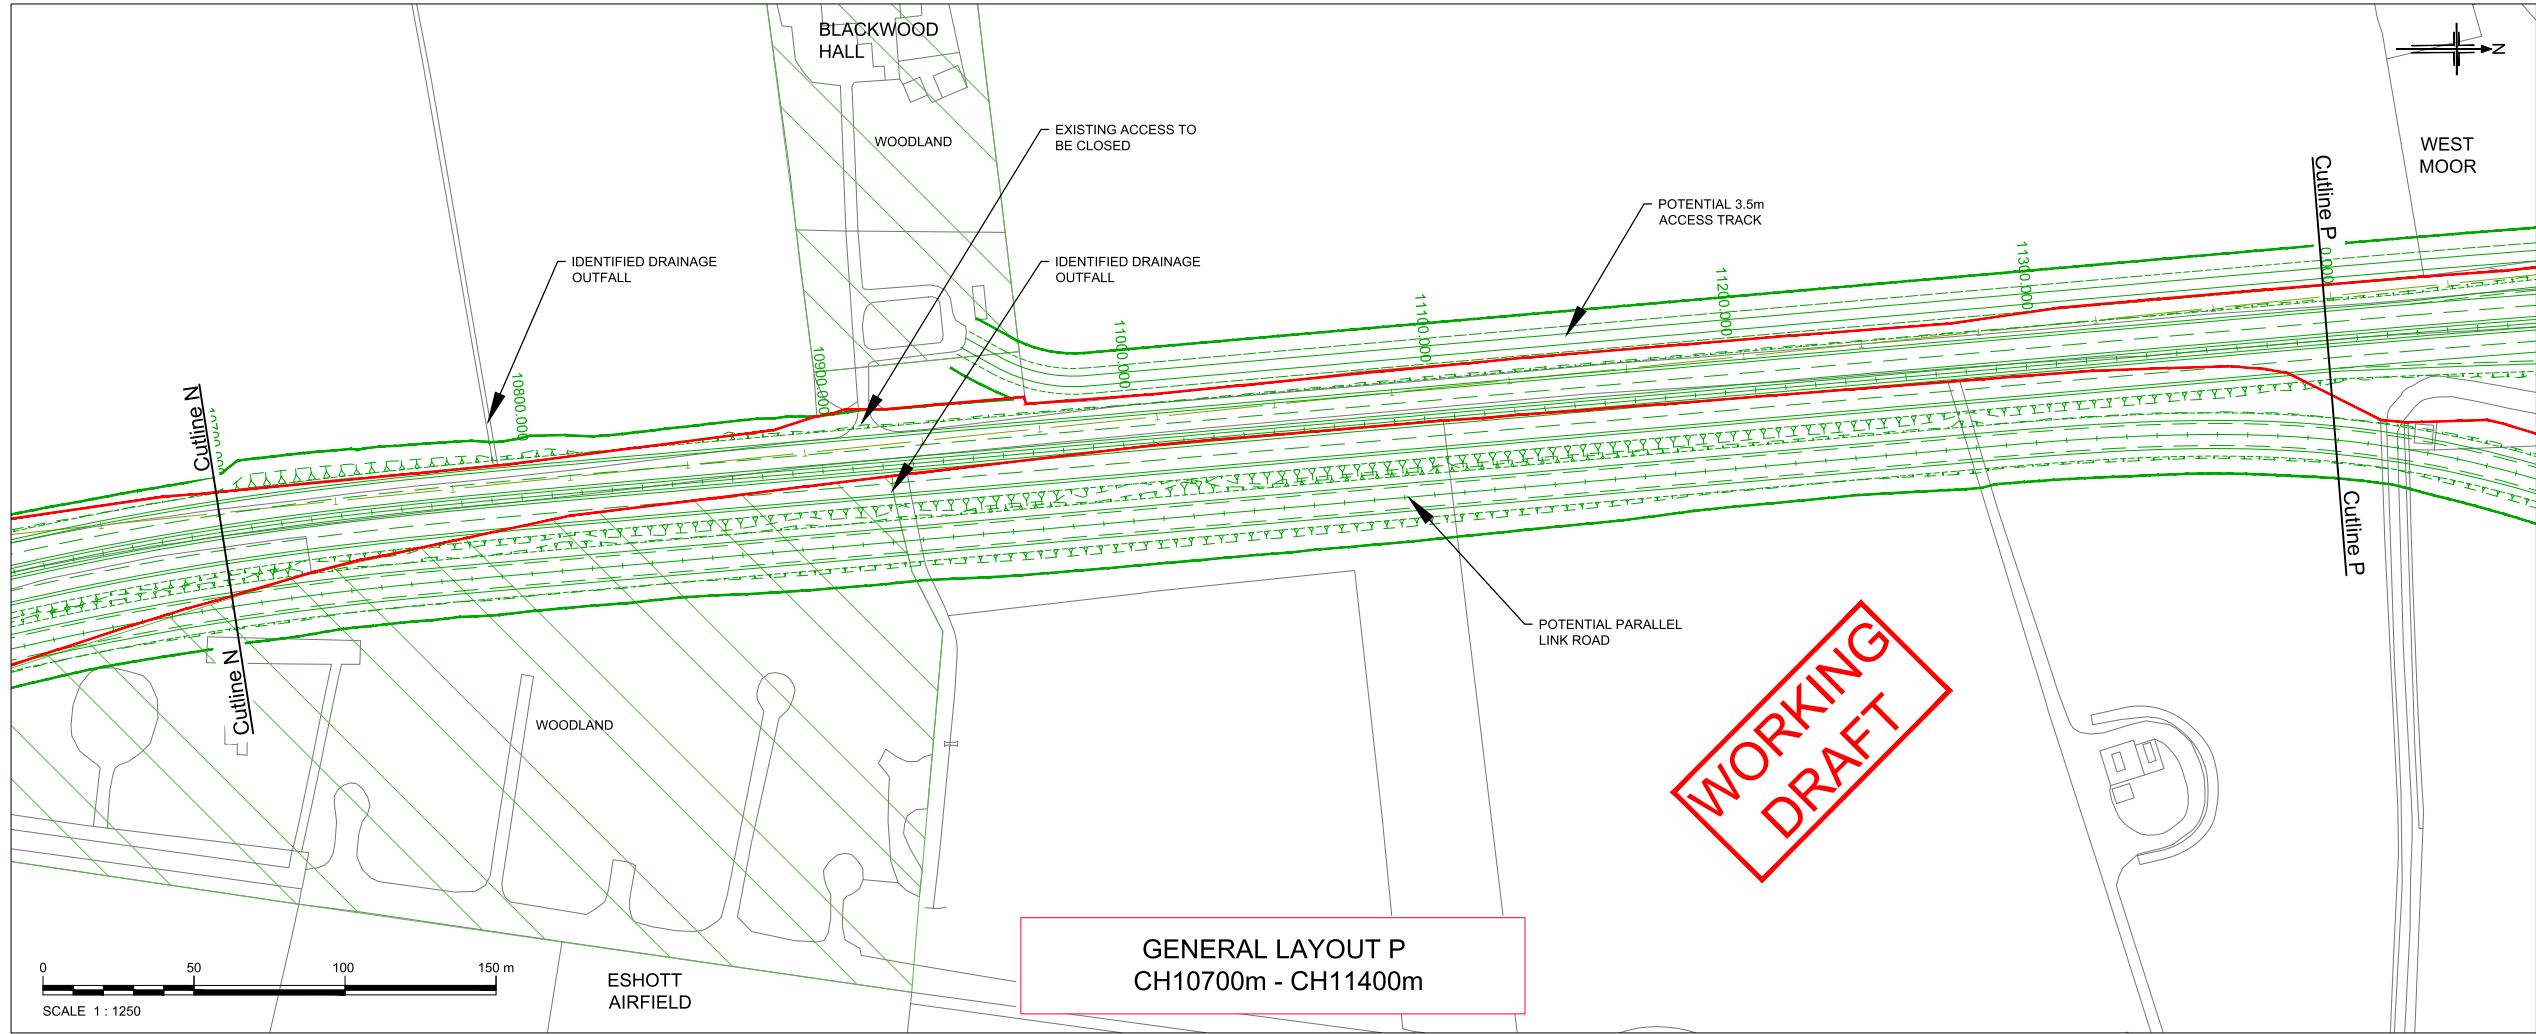 BLACKWOOD
HALL
N
WOODLAND
EXISTING ACCESS TO
BE CLOSED
WEST
MOOR
Cutline P
POTENTIAL 3.5m
ACCESS TRACK
IDENTIFIED DRAINAGE
OUTFALL
IDENTIFIED DRAINAGE
OUTFALL
11300.000
11200.000
11100.000
11000.000
10900.000
10800.000
Cutline N
Cutline P
POTENTIAL PARALLEL
LINK ROAD
Cutline N
WOODLAND
WORKING
DRAFT
GENERAL LAYOUT P
CH10700m - CH11400m
0 50 100 150 m
SCALE 1 : 1250
ESHOTT
AIRFIELD